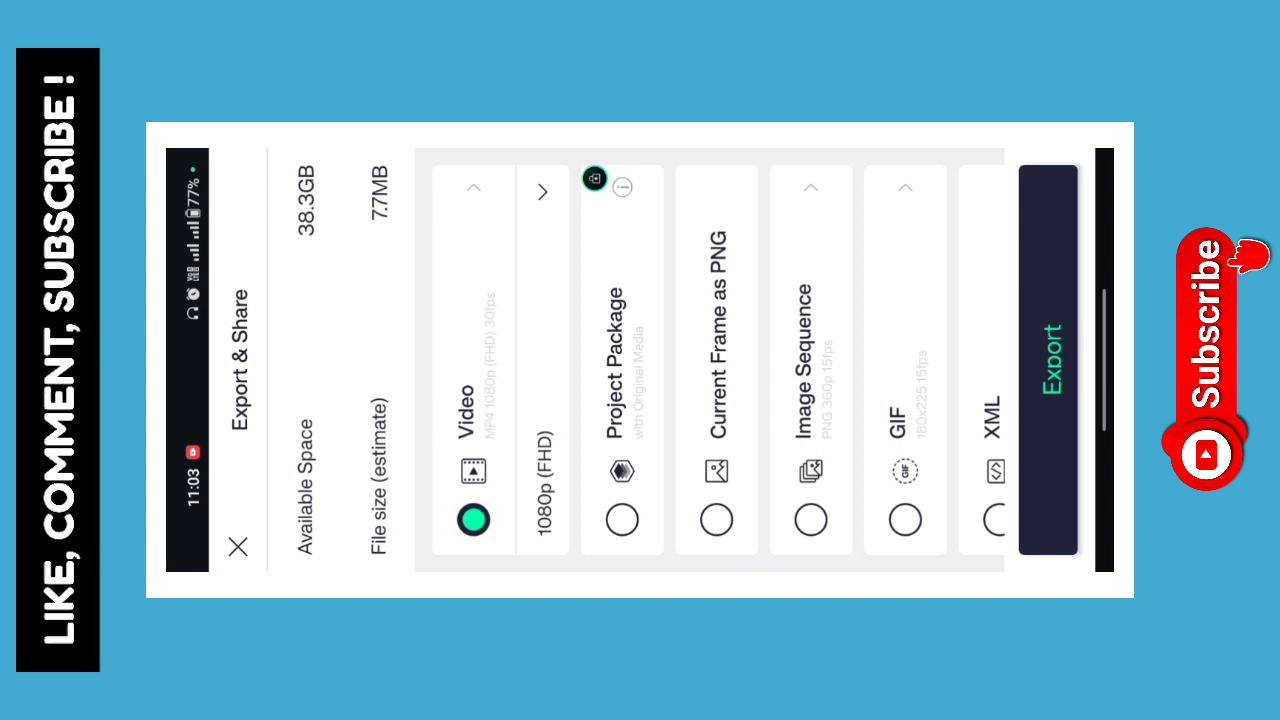 LIKE, COMMENT, SUBSCRIBE !
11:03 77%
Export & Share
Available Space 38.3GB
File size (estimate) 7.7MB
Video
MP4 1080p (FHD) 30fps
1080p (FHD)
Project Package
with Original Media
Current Frame as PNG
Image Sequence
PNG 360p 15fps
GIF
GIF
180x225 15fps
XML
Export
Subscribe